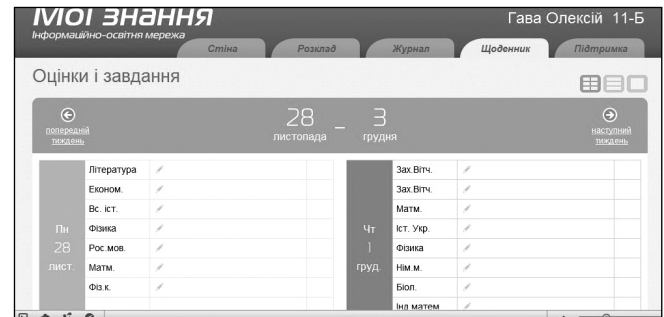 Мої знання
Гава Олексій 11-Б
Інформаційно-освітня мережа
Стіна
Розклад
Журнал
Щоденник
Підтримка
Оцінки і завдання
попередній
тиждень
28 – 3
листопада грудня
наступний
тиждень
Пн
28
лист.
Література
Економ.
Вс. іст.
Фізика
Рос.мов.
Матм.
Фіз.к.
Чт
1
груд.
Зах.Вітч.
Зах.Вітч.
Матм.
Іст. Укр.
Фізика
Нім.м.
Біол.
Інд матем